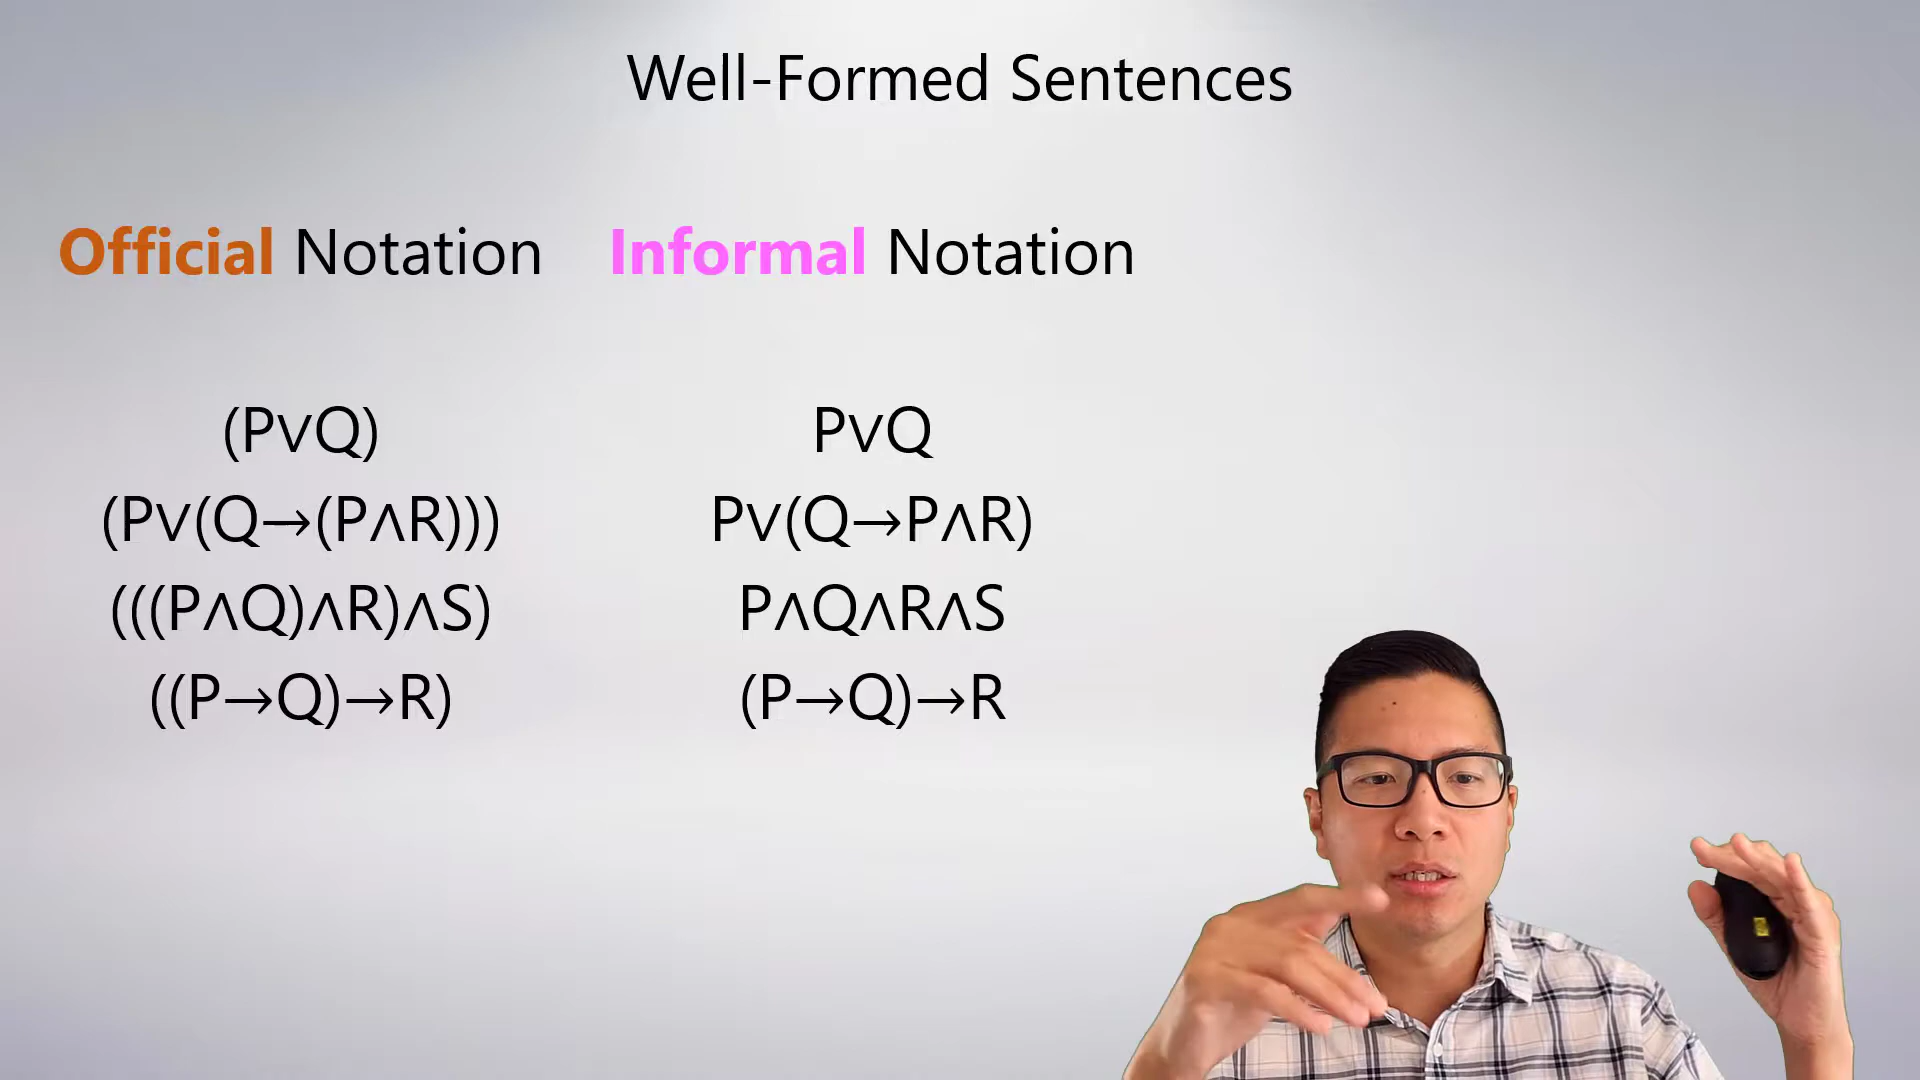 Well-Formed Sentences
Official Notation
Informal Notation
(P∨Q)
P∨Q
(P∨(Q→(P∧R)))
P∨(Q→P∧R)
(((P∧Q)∧R)∧S)
P∧Q∧R∧S
((P→Q)→R)
(P→Q)→R